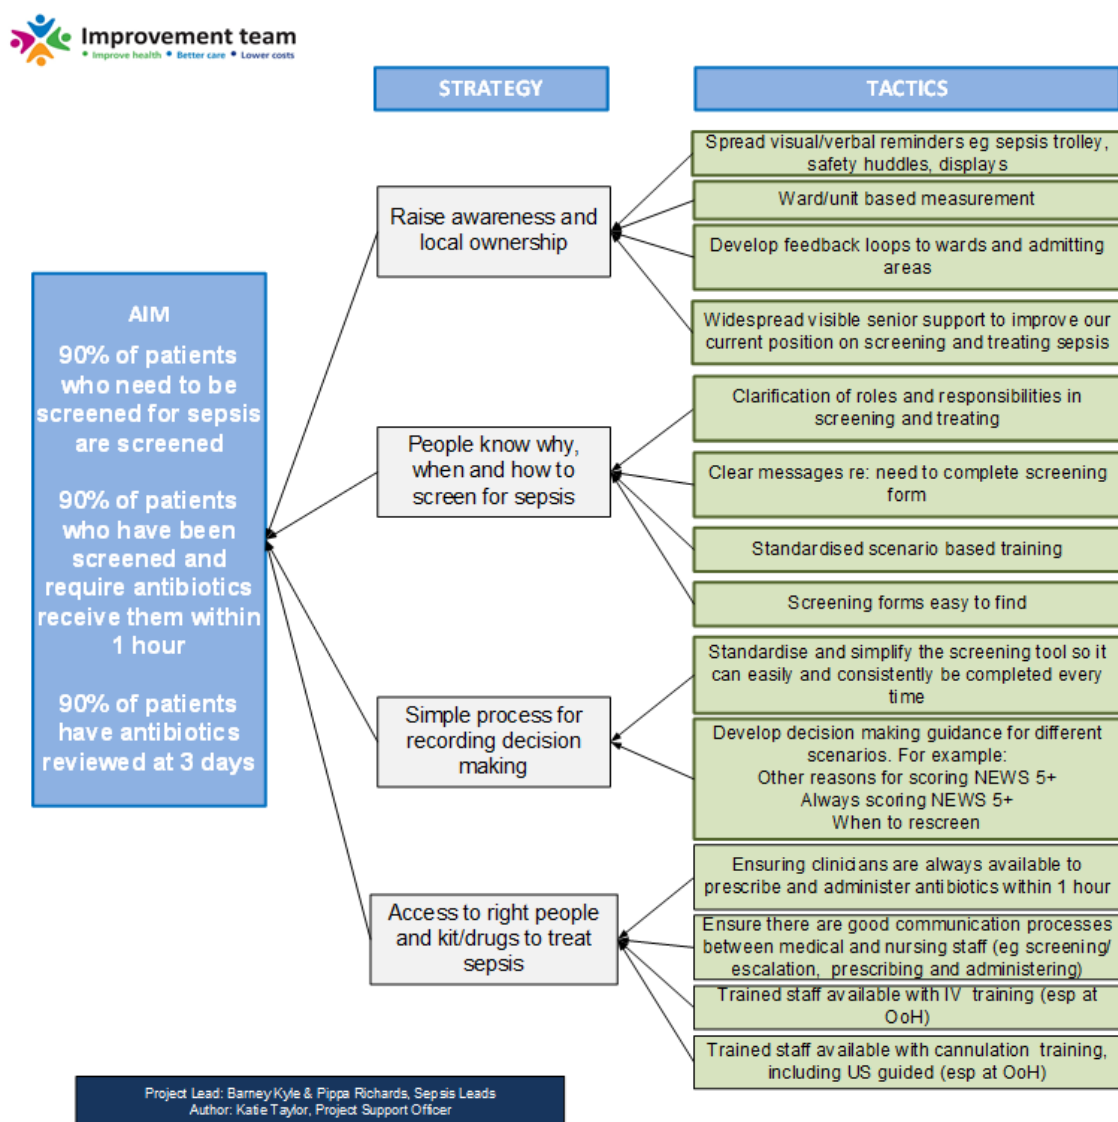 Improvement team
• Improve health • Better care • Lower costs
STRATEGY
TACTICS
AIM
90% of patients
who need to be
screened for sepsis
are screened
90% of patients
who have been
screened and
require antibiotics
receive them within
1 hour
90% of patients
have antibiotics
reviewed at 3 days
Raise awareness and
local ownership
Spread visual/verbal reminders eg sepsis trolley,
safety huddles, displays
Ward/unit based measurement
Develop feedback loops to wards and admitting
areas
Widespread visible senior support to improve our
current position on screening and treating sepsis
People know why,
when and how to
screen for sepsis
Clarification of roles and responsibilities in
screening and treating
Clear messages re: need to complete screening
form
Standardised scenario based training
Screening forms easy to find
Simple process for
recording decision
making
Standardise and simplify the screening tool so it
can easily and consistently be completed every
time
Develop decision making guidance for different
scenarios. For example:
Other reasons for scoring NEWS 5+
Always scoring NEWS 5+
When to rescreen
Access to right people
and kit/drugs to treat
sepsis
Ensuring clinicians are always available to
prescribe and administer antibiotics within 1 hour
Ensure there are good communication processes
between medical and nursing staff (eg screening/
escalation, prescribing and administering)
Trained staff available with IV training (esp at
OoH)
Trained staff available with cannulation training,
including US guided (esp at OoH)
Project Lead: Barney Kyle & Pippa Richards, Sepsis Leads
Author: Katie Taylor, Project Support Officer